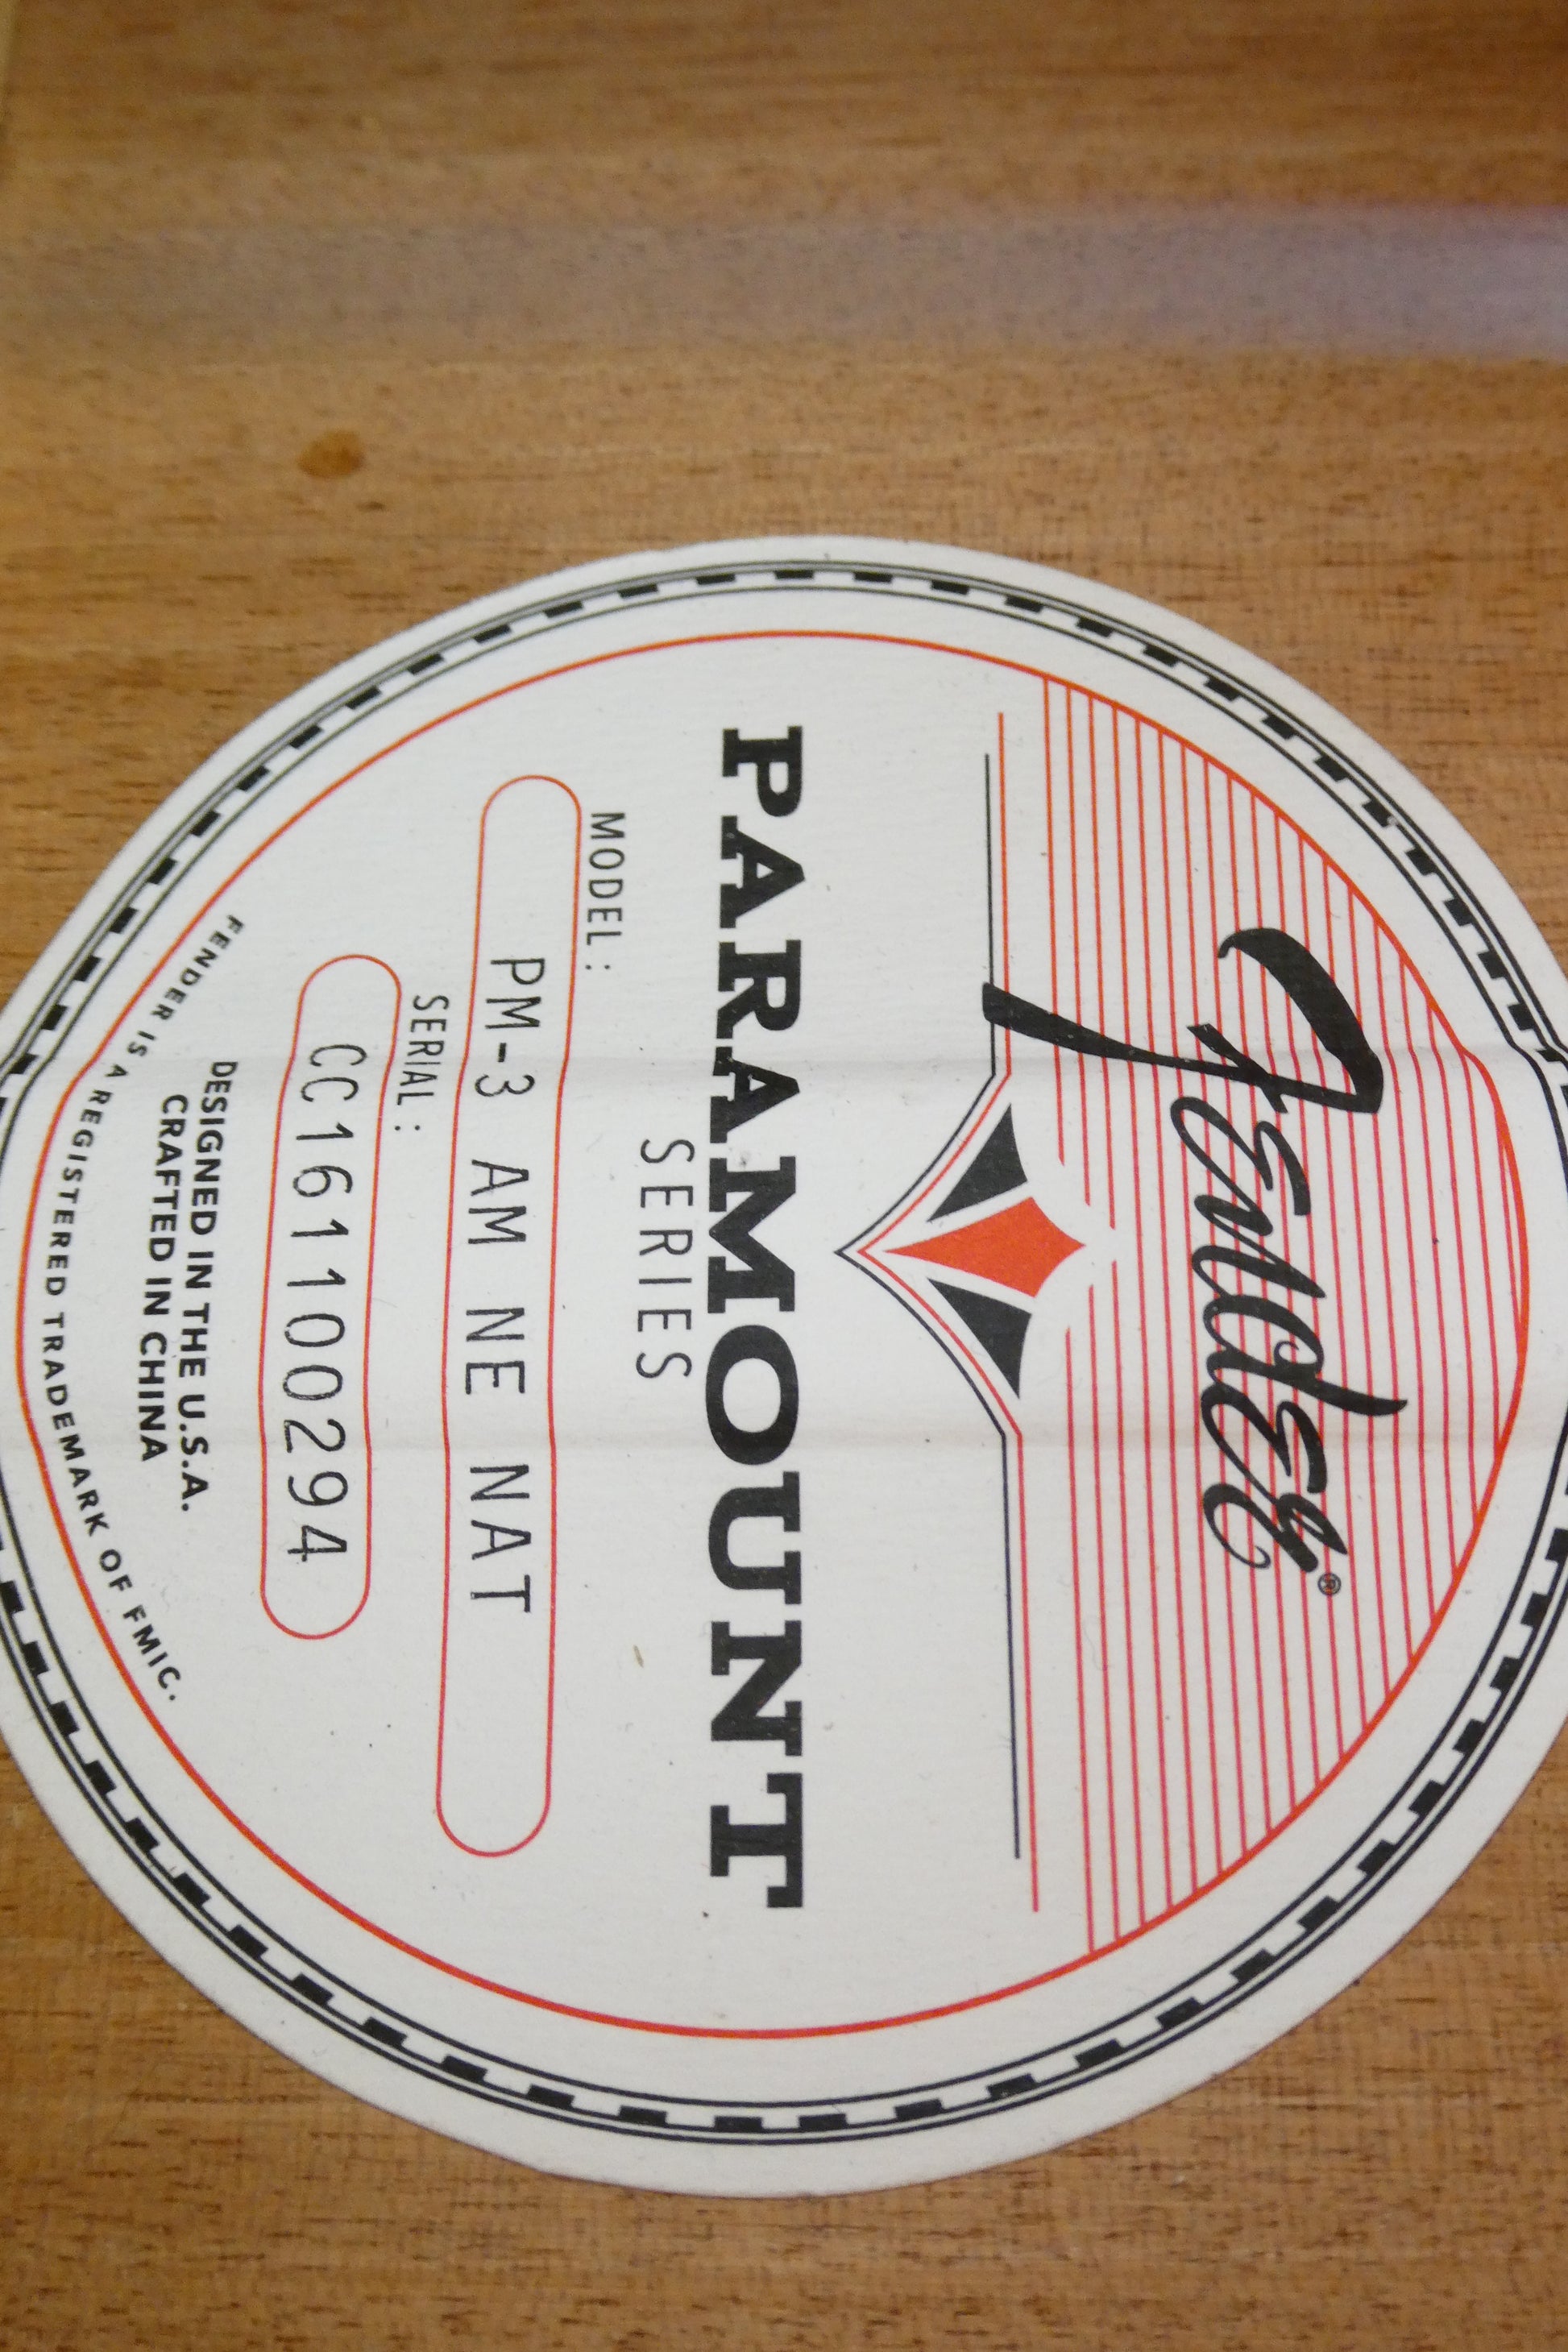 Fender®
PARAMOUNT
SERIES
MODEL:
PM-3 AM NE NAT
SERIAL:
CC161100294
DESIGNED IN THE U.S.A.
CRAFTED IN CHINA
FENDER IS A REGISTERED TRADEMARK OF FMIC.